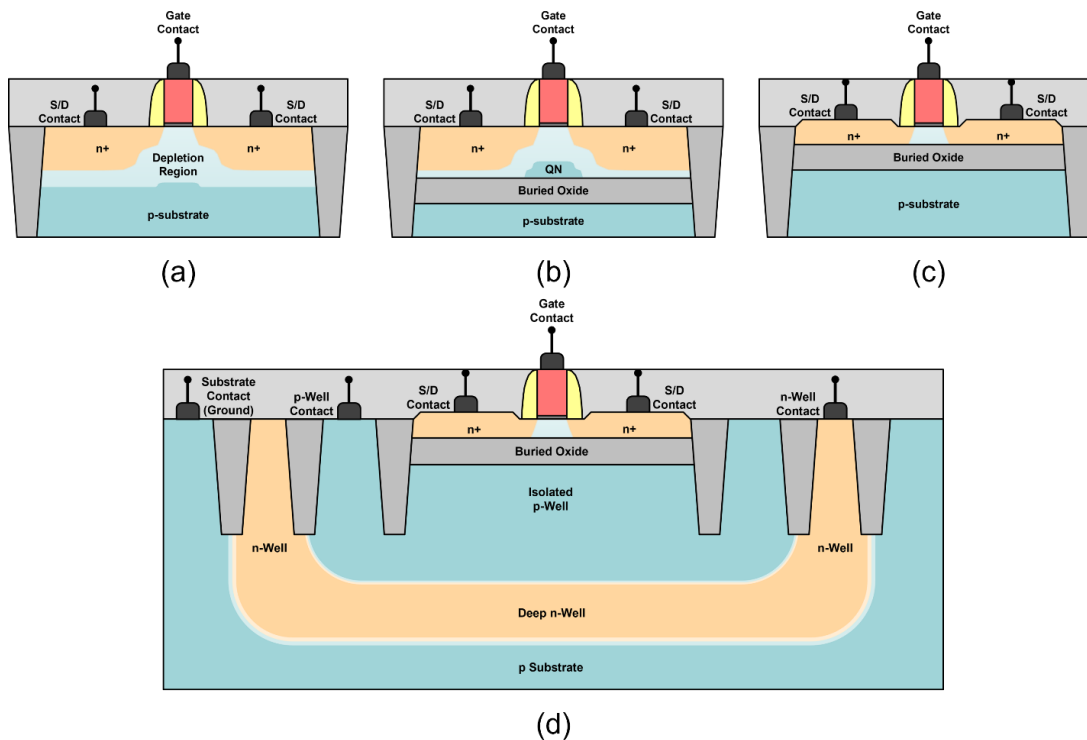 Gate
Contact
S/D
Contact
S/D
Contact
n+
n+
Depletion
Region
p-substrate
(a)
Gate
Contact
S/D
Contact
S/D
Contact
n+
n+
QN
Buried Oxide
p-substrate
(b)
Gate
Contact
S/D
Contact
S/D
Contact
n+
n+
Buried Oxide
p-substrate
(c)
Gate
Contact
Substrate
Contact
(Ground)
p-Well
Contact
S/D
Contact
S/D
Contact
n-Well
Contact
n+
n+
Buried Oxide
Isolated
p-Well
n-Well
n-Well
Deep n-Well
p Substrate
(d)